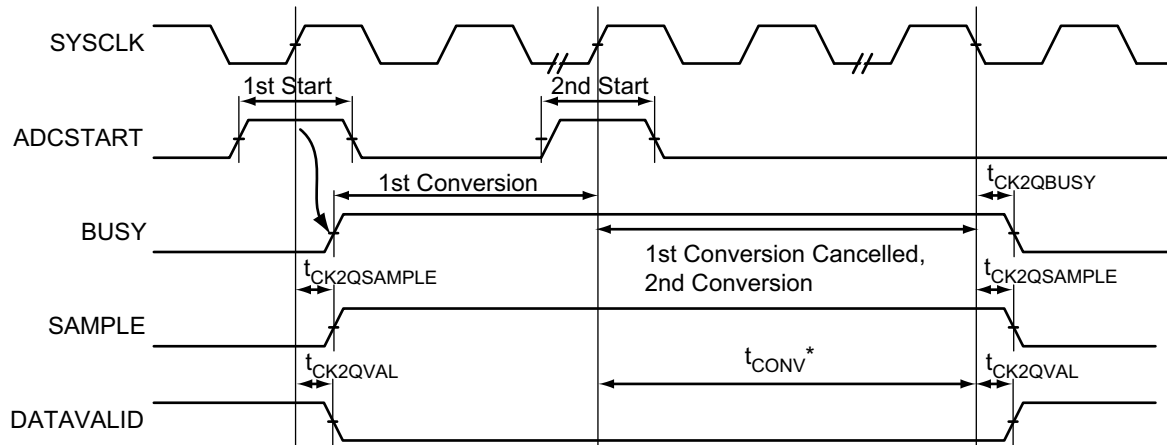 SYSCLK
1st Start
2nd Start
ADCSTART
1st Conversion
tCK2QBUSY
BUSY
1st Conversion Cancelled,
2nd Conversion
tCK2QSAMPLE
tCK2QSAMPLE
SAMPLE
tCK2QVAL
tCONV*
tCK2QVAL
DATAVALID